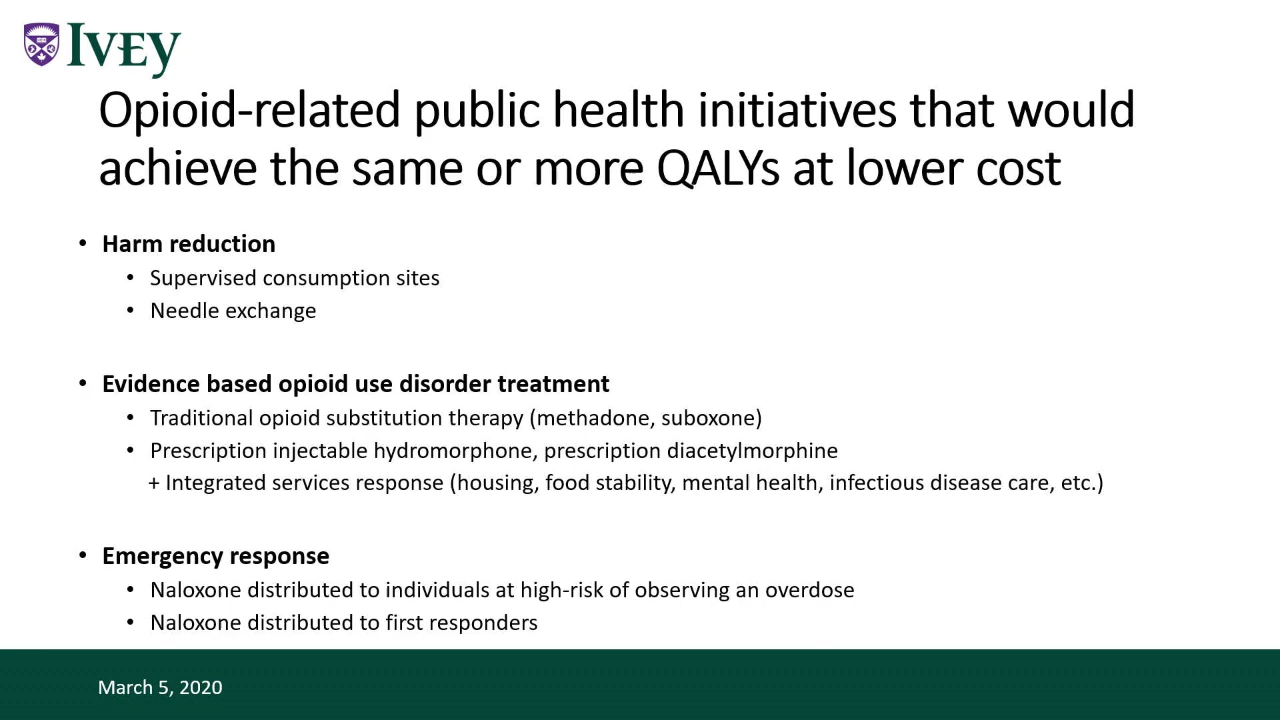 IVEY
Opioid-related public health initiatives that would
achieve the same or more QALYs at lower cost
• Harm reduction
• Supervised consumption sites
• Needle exchange
• Evidence based opioid use disorder treatment
• Traditional opioid substitution therapy (methadone, suboxone)
• Prescription injectable hydromorphone, prescription diacetylmorphine
+ Integrated services response (housing, food stability, mental health, infectious disease care, etc.)
• Emergency response
• Naloxone distributed to individuals at high-risk of observing an overdose
• Naloxone distributed to first responders
March 5, 2020